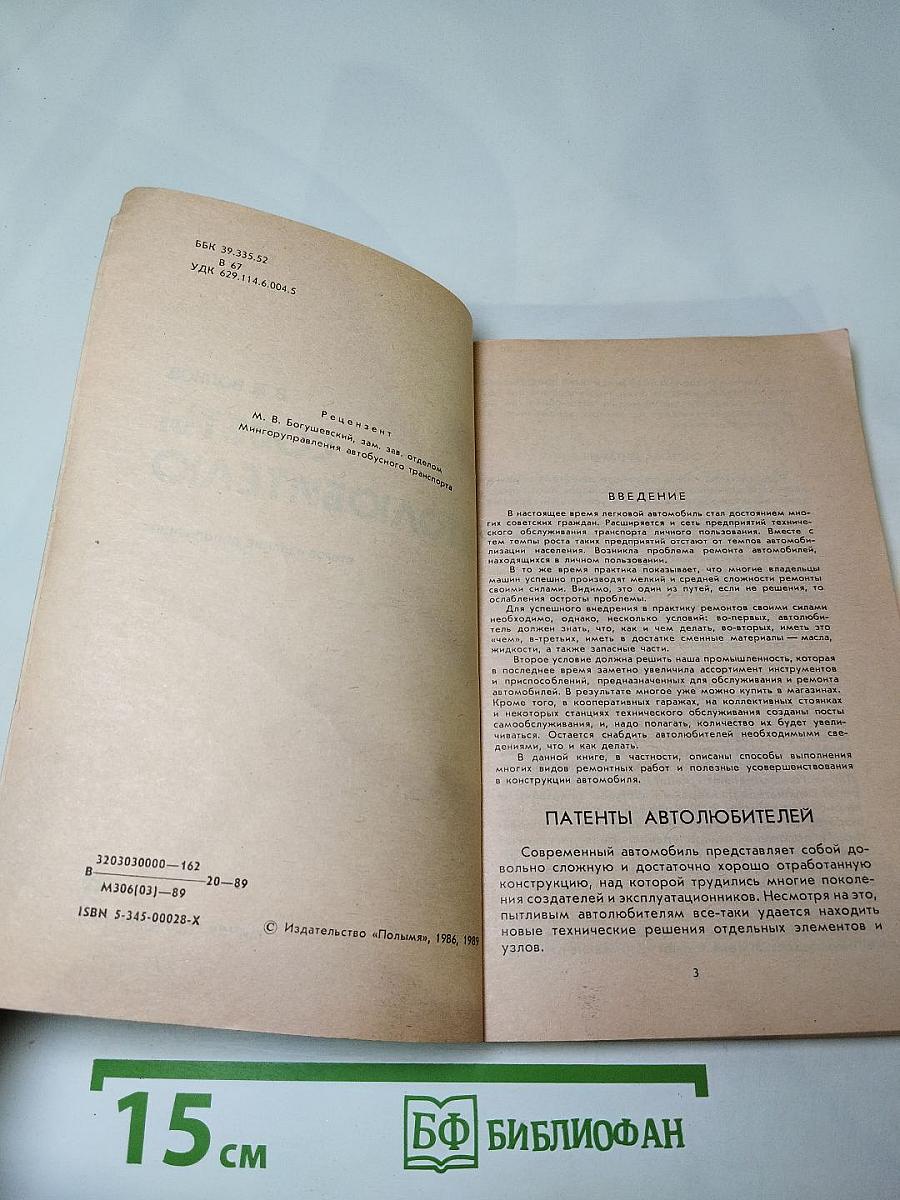 ББК 39.335.52
В 67
УДК 629.114.6.004.5
Рецензент
М. В. Богушевский, зам. зав. отделом
Мингоруправления автобусного транспорта
3203030000—162
В
20—89
М306(03)—89
ISBN 5-345-00028-X
© Издательство «Полымя», 1986, 1989
ВВЕДЕНИЕ
В настоящее время легковой автомобиль стал достоянием мно-
гих советских граждан. Расширяется и сеть предприятий техниче-
ского обслуживания транспорта личного пользования. Вместе с
тем темпы роста таких предприятий отстают от темпов автомоби-
лизации населения. Возникла проблема ремонта автомобилей,
находящихся в личном пользовании.
В то же время практика показывает, что многие владельцы
машин успешно производят мелкий и средней сложности ремонты
своими силами. Видимо, это один из путей, если не решения, то
ослабления остроты проблемы.
Для успешного внедрения в практику ремонтов своими силами
необходимо, однако, несколько условий: во-первых, автолюби-
тель должен знать, что, как и чем делать, во-вторых, иметь это
«чем», в-третьих, иметь в достатке сменные материалы — масла,
жидкости, а также запасные части.
Второе условие должна решить наша промышленность, которая
в последнее время заметно увеличила ассортимент инструментов
и приспособлений, предназначенных для обслуживания и ремонта
автомобилей. В результате многое уже можно купить в магазинах.
Кроме того, в кооперативных гаражах, на коллективных стоянках
и некоторых станциях технического обслуживания созданы посты
самообслуживания, и, надо полагать, количество их будет увели-
чиваться. Остается снабдить автолюбителей необходимыми све-
дениями, что и как делать.
В данной книге, в частности, описаны способы выполнения
многих видов ремонтных работ и полезные усовершенствования
в конструкции автомобиля.
ПАТЕНТЫ АВТОЛЮБИТЕЛЕЙ
Современный автомобиль представляет собой до-
вольно сложную и достаточно хорошо отработанную
конструкцию, над которой трудились многие поколе-
ния создателей и эксплуатационников. Несмотря на это,
пытливым автолюбителям все-таки удается находить
новые технические решения отдельных элементов и
узлов.
3
15 см
БФ БИБЛИОФАН